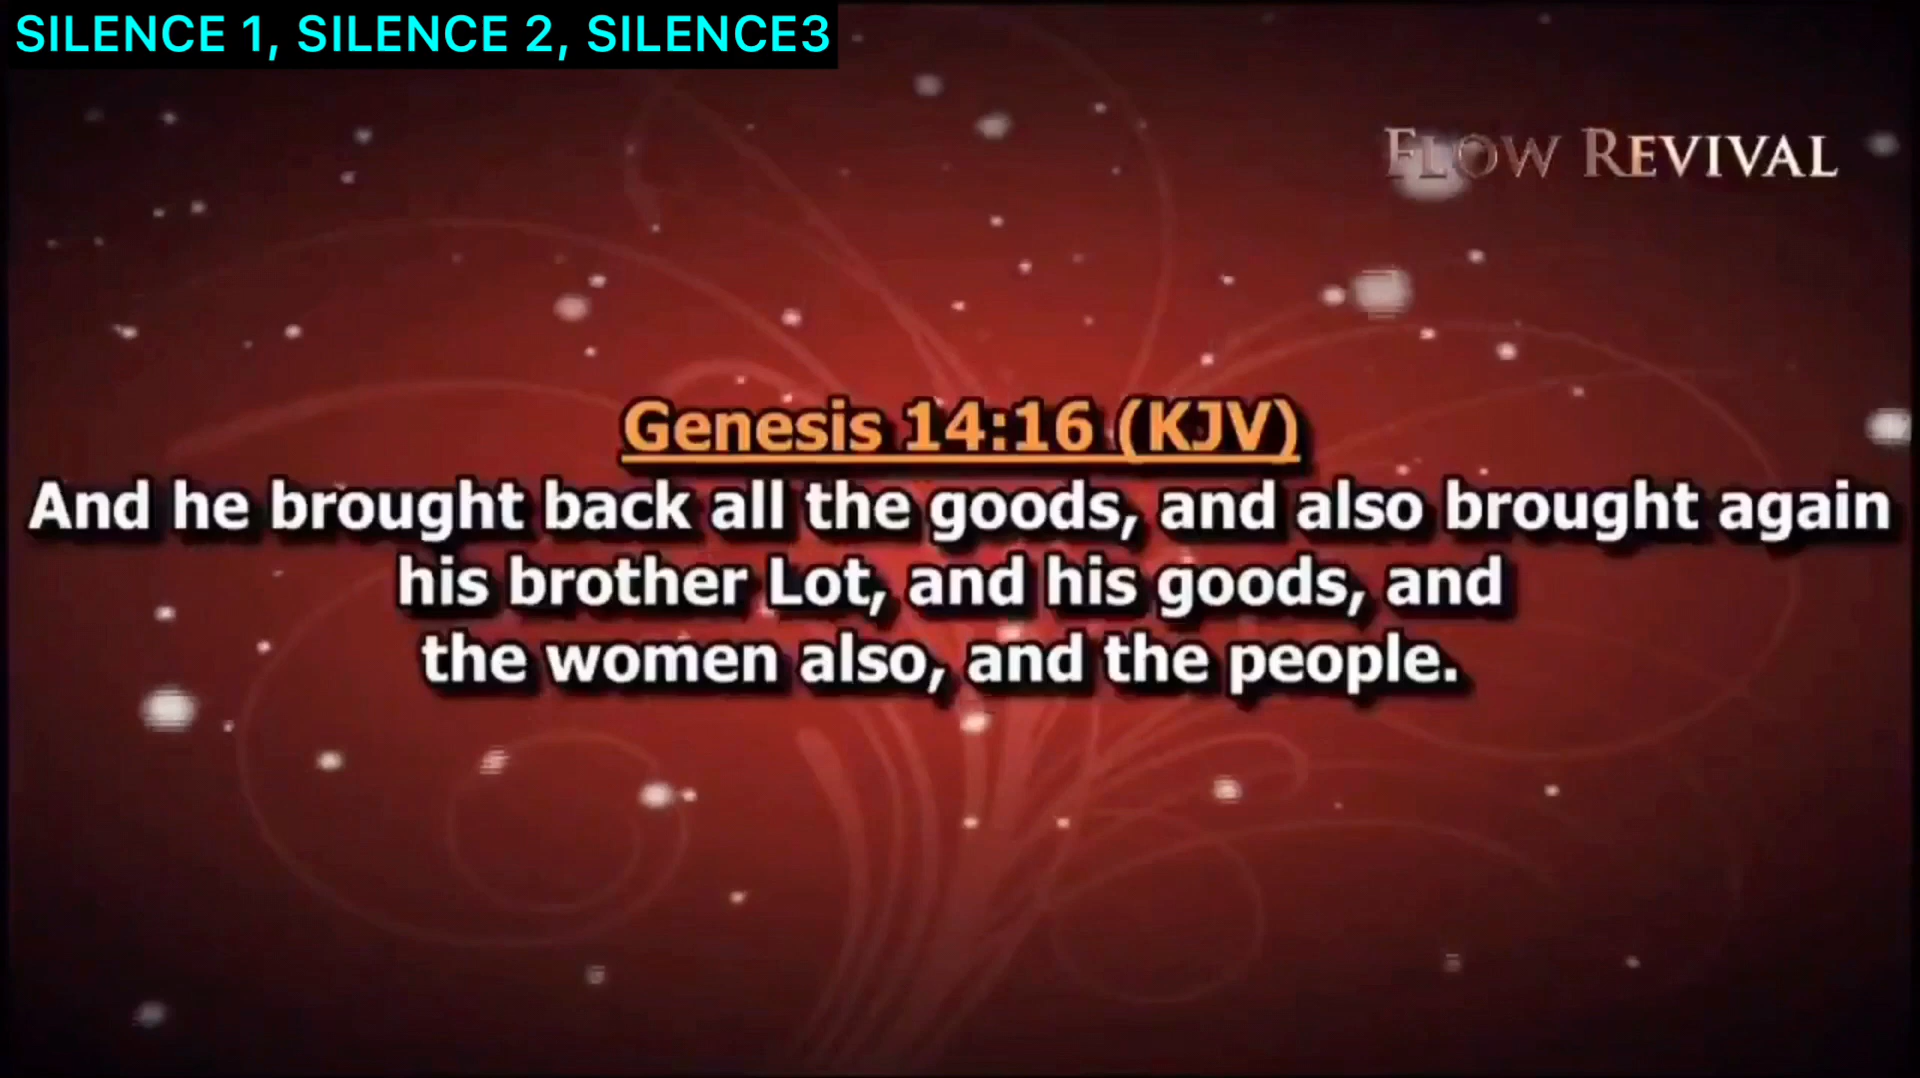 SILENCE 1, SILENCE 2, SILENCE3
FLOW REVIVAL
Genesis 14:16 (KJV)
And he brought back all the goods, and also brought again
his brother Lot, and his goods, and
the women also, and the people.